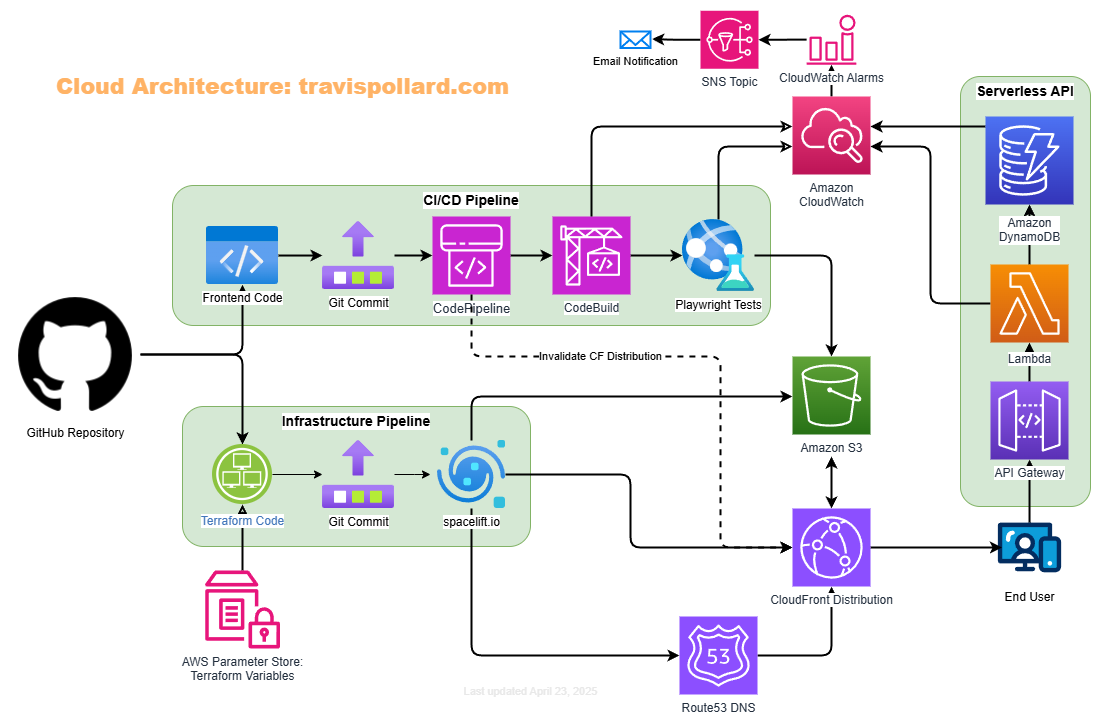 Email Notification
SNS Topic
CloudWatch Alarms
Cloud Architecture: travispollard.com
Serverless API
Amazon
CloudWatch
CI/CD Pipeline
Amazon
DynamoDB
Frontend Code
Git Commit
CodePipeline
CodeBuild
Playwright Tests
Invalidate CF Distribution
Lambda
GitHub Repository
Infrastructure Pipeline
Amazon S3
API Gateway
Terraform Code
Git Commit
spacelift.io
CloudFront Distribution
End User
AWS Parameter Store:
Terraform Variables
53
Last updated April 23, 2025
Route53 DNS